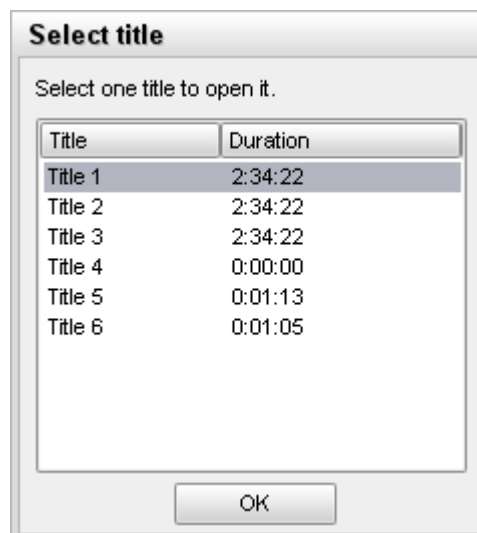 Select title
Select one title to open it.
Title Duration
Title 1 2:34:22
Title 2 2:34:22
Title 3 2:34:22
Title 4 0:00:00
Title 5 0:01:13
Title 6 0:01:05
OK